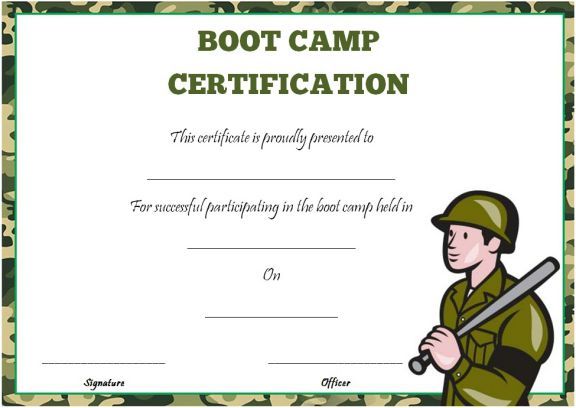 BOOT CAMP
CERTIFICATION
This certificate is proudly presented to
For successful participating in the boot camp held in
On
Signature
Officer